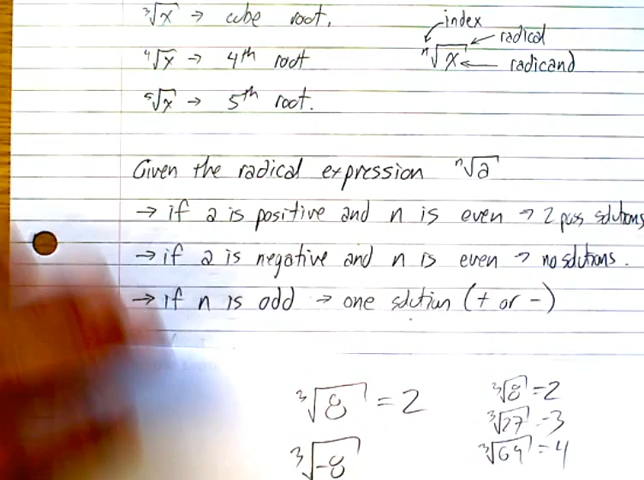 ∛x → cube root.
index
radical
∜x → 4th root
ⁿ√x
radicand
⁵√x → 5th root.
Given the radical expression ⁿ√a
→ if a is positive and n is even → 2 poss solutions
→ if a is negative and n is even → no solutions.
→ if n is odd → one solution (+ or -)
∛8 = 2
∛8 = 2
∛27 = 3
∛-8
∛64 = 4